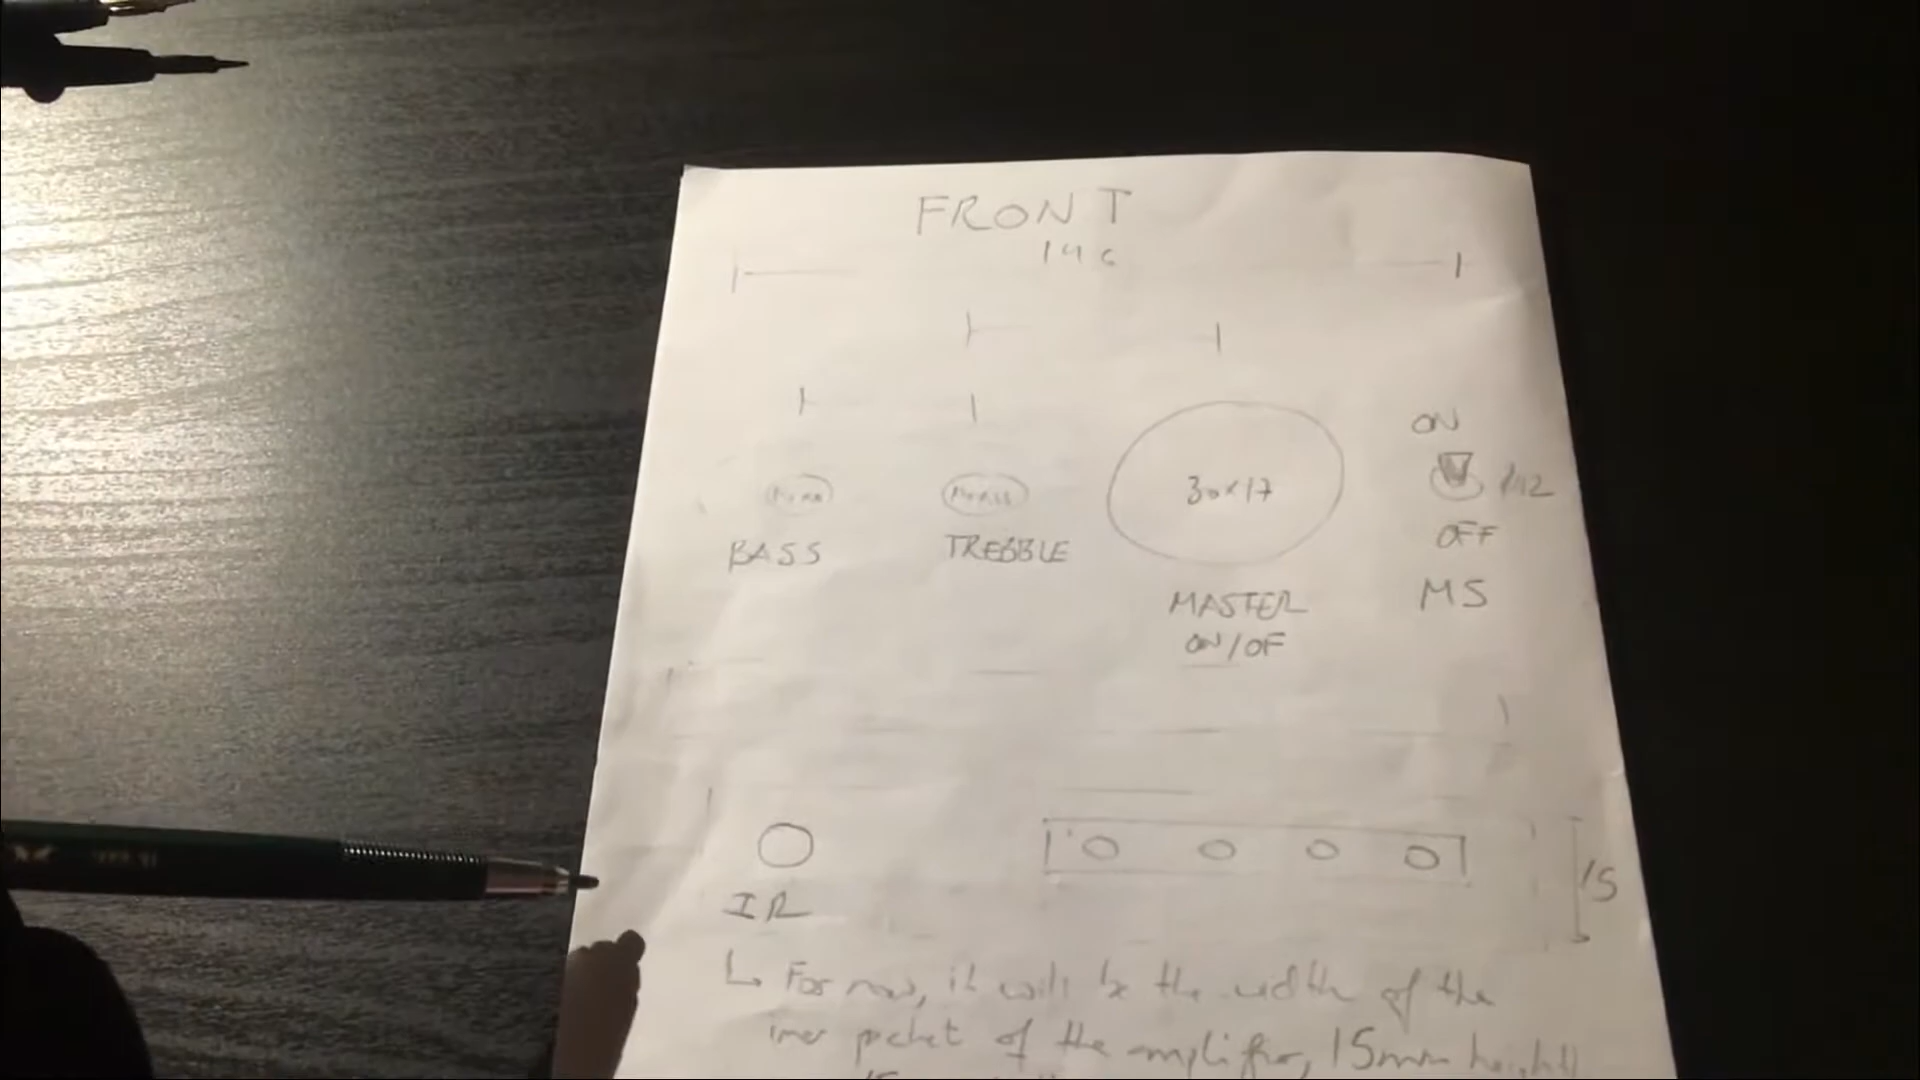 FRONT
146
30x17
BASS
TREBBLE
MASTER
ON/OF
ON
OFF
MS
IR
15
↳ For now, it will be the width of the
iner pocket of the amplifier, 15mm height